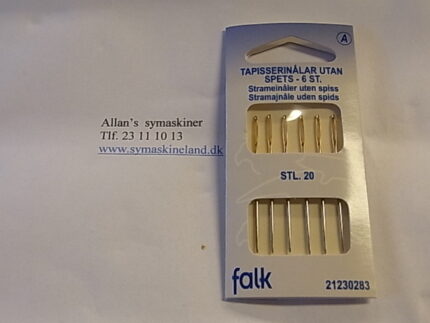 Allan's symaskiner
Tlf. 23 11 10 13
www.symaskineland.dk
A
TAPISSERINÅLAR UTAN
SPETS - 6 ST.
Strameinåler uten spiss
Stramajnåle uden spids
STL. 20
falk
21230283